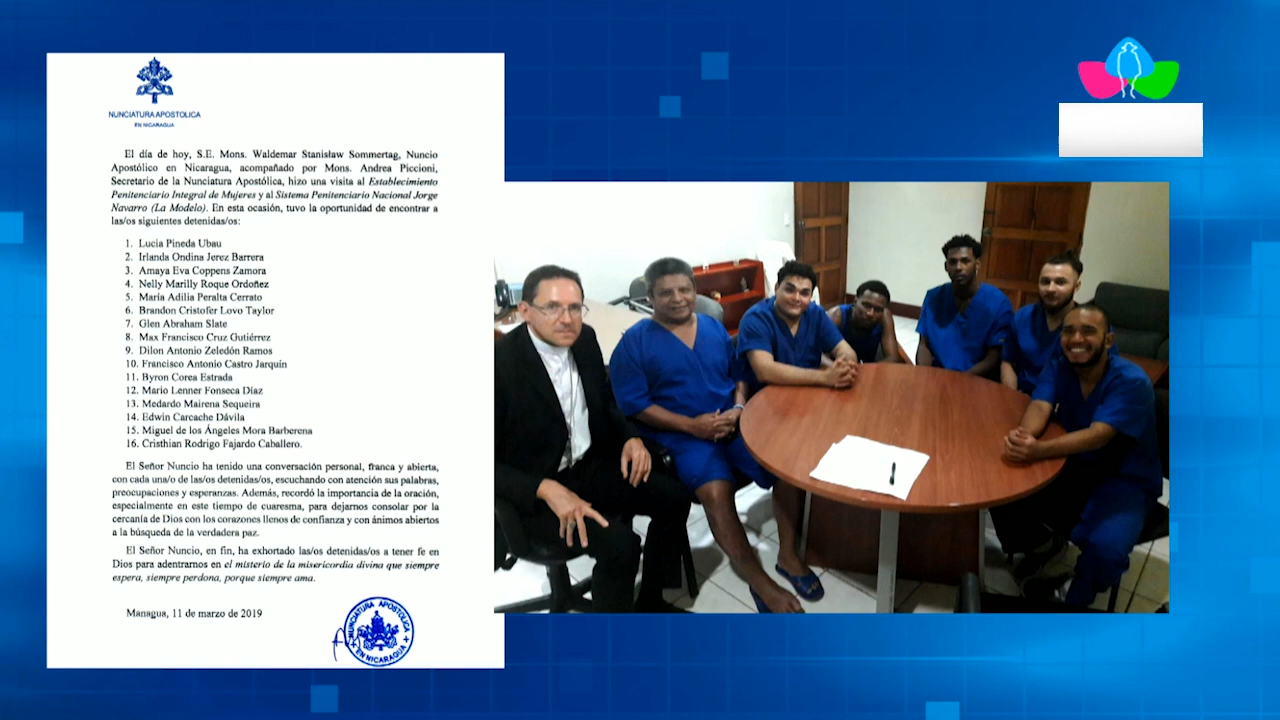 NUNCIATURA APOSTOLICA
EN NICARAGUA
El día de hoy, S.E. Mons. Waldemar Stanisław Sommertag, Nuncio
Apostólico en Nicaragua, acompañado por Mons. Andrea Piccioni,
Secretario de la Nunciatura Apostólica, hizo una visita al Establecimiento
Penitenciario Integral de Mujeres y al Sistema Penitenciario Nacional Jorge
Navarro (La Modelo). En esta ocasión, tuvo la oportunidad de encontrar a
las/os siguientes detenidas/os:
1. Lucia Pineda Ubau
2. Irlanda Ondina Jerez Barrera
3. Amaya Eva Coppens Zamora
4. Nelly Marilly Roque Ordoñez
5. María Adilia Peralta Cerrato
6. Brandon Cristofer Lovo Taylor
7. Glen Abraham Slate
8. Max Francisco Cruz Gutiérrez
9. Dilon Antonio Zeledón Ramos
10. Francisco Antonio Castro Jarquín
11. Byron Corea Estrada
12. Mario Lenner Fonseca Díaz
13. Medardo Mairena Sequeira
14. Edwin Carcache Dávila
15. Miguel de los Ángeles Mora Barberena
16. Cristhian Rodrigo Fajardo Caballero.
El Señor Nuncio ha tenido una conversación personal, franca y abierta,
con cada una/o de las/os detenidas/os, escuchando con atención sus palabras,
preocupaciones y esperanzas. Además, recordó la importancia de la oración,
especialmente en este tiempo de cuaresma, para dejarnos consolar por la
cercanía de Dios con los corazones llenos de confianza y con ánimos abiertos
a la búsqueda de la verdadera paz.
El Señor Nuncio, en fin, ha exhortado las/os detenidas/os a tener fe en
Dios para adentrarnos en el misterio de la misericordia divina que siempre
espera, siempre perdona, porque siempre ama.
Managua, 11 de marzo de 2019
NUNCIATURA APOSTOLICA
EN NICARAGUA